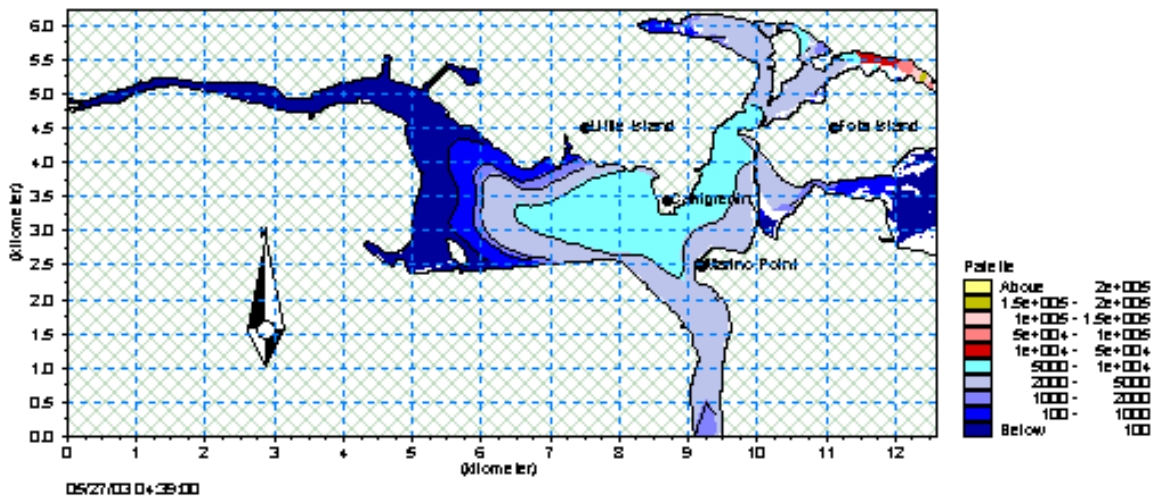 6.0
5.5
5.0
4.5
4.0
3.5
3.0
2.5
2.0
1.5
1.0
0.5
0.0
(kilometer)
Little Island
Fota Island
Marino Point
0 1 2 3 4 5 6 7 8 9 10 11 12
(kilometer)
Palette
Above 2e+005
1.5e+005 - 2e+005
1e+005 - 1.5e+005
5e+004 - 1e+005
1e+004 - 5e+004
5000 - 1e+004
2000 - 5000
1000 - 2000
100 - 1000
Below 100
05/27/03 04:39:00